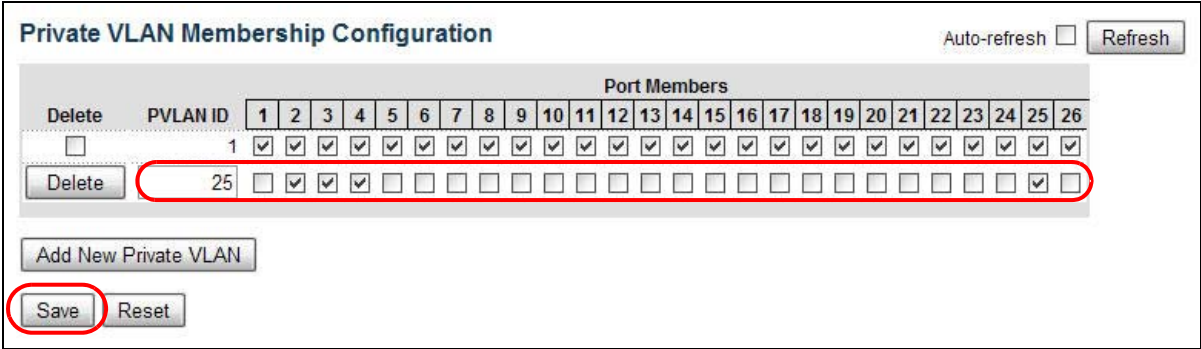 Private VLAN Membership Configuration
Auto-refresh Refresh
Port Members
Delete PVLAN ID 1 2 3 4 5 6 7 8 9 10 11 12 13 14 15 16 17 18 19 20 21 22 23 24 25 26
1
Delete 25
Add New Private VLAN
Save Reset